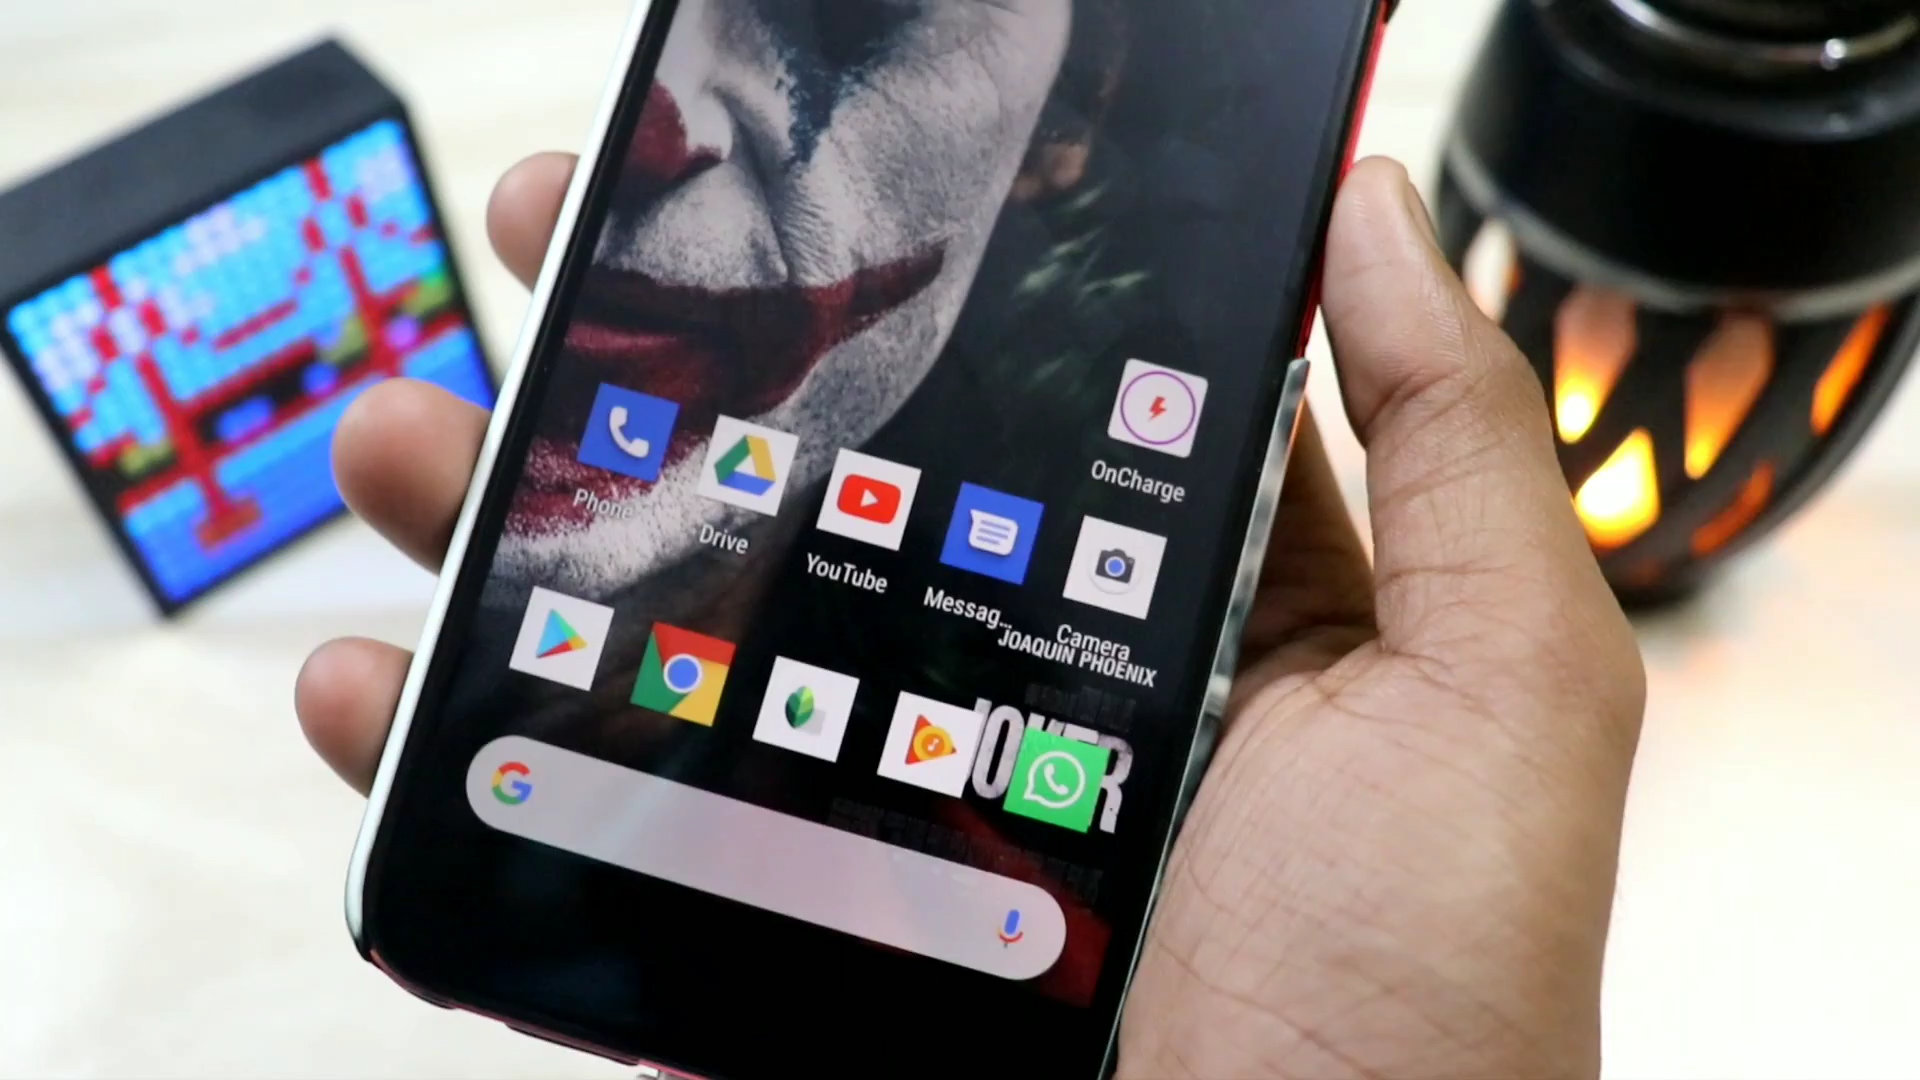 OnCharge
Phone
Drive
YouTube
Messag...
Camera
JOAQUIN PHOENIX
JOKER